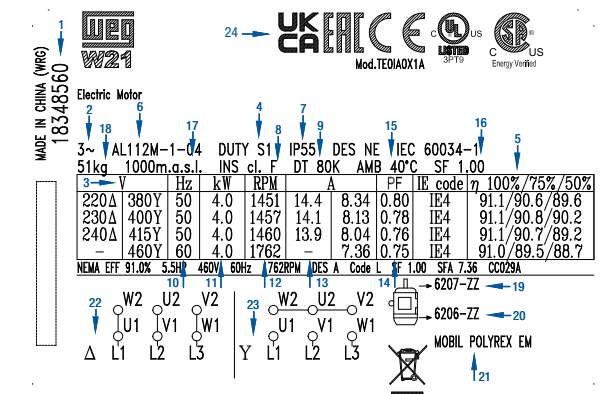 1
MADE IN CHINA (WRG)
18348560
WEG
W21
24
UK CA EAC CE
c UL US
LISTED
3PT9
CSA ®
C US
Energy Verified
Mod.TE01A0X1A
Electric Motor
2 6 4 7
18 17 8 9 15 16 5
3~ AL112M-1-04 DUTY S1 IP55 DES NE IEC 60034-1
51kg 1000m.a.s.l. INS cl. F DT 80K AMB 40°C SF 1.00
3 V Hz kW RPM A PF IE code η 100%/75%/50%
220Δ 380Y 50 4.0 1451 14.4 8.34 0.80 IE4 91.1/90.6/89.6
230Δ 400Y 50 4.0 1457 14.1 8.13 0.78 IE4 91.1/90.2/88.9
240Δ 415Y 50 4.0 1460 13.9 8.04 0.76 IE4 91.1/90.7/89.2
- 460Y 60 4.0 1762 - 7.36 0.75 IE4 91.0/89.5/88.7
NEMA EFF 91.0% 5.5HP 460V 60Hz 1762RPM DES A Code L SF 1.00 SFA 7.36 CC029A
10 11 12 13 14
22 W2 U2 V2 23 W2 U2 V2
U1 V1 W1 U1 V1 W1
Δ L1 L2 L3 Y L1 L2 L3
6207-ZZ 19
6206-ZZ 20
MOBIL POLYREX EM
21